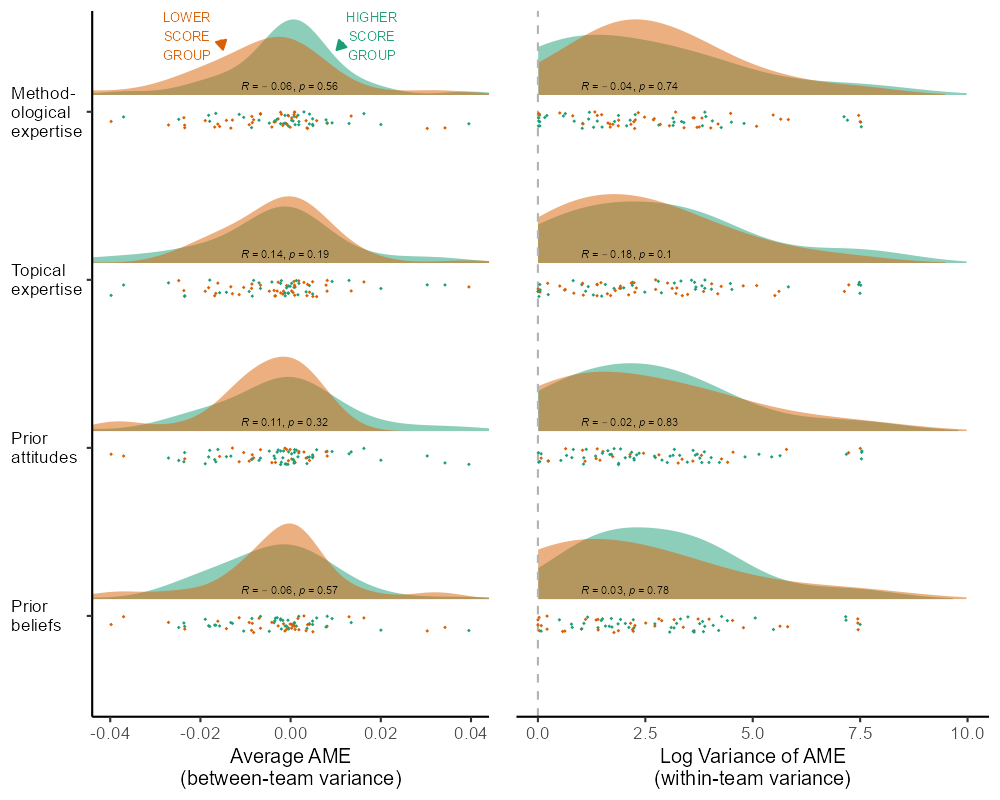 LOWER
SCORE
GROUP
HIGHER
SCORE
GROUP
Method-
ological
expertise
R = − 0.06, p = 0.56
R = − 0.04, p = 0.74
Topical
expertise
R = 0.14, p = 0.19
R = − 0.18, p = 0.1
Prior
attitudes
R = 0.11, p = 0.32
R = − 0.02, p = 0.83
Prior
beliefs
R = − 0.06, p = 0.57
R = 0.03, p = 0.78
-0.04 -0.02 0.00 0.02 0.04
Average AME
(between-team variance)
0.0 2.5 5.0 7.5 10.0
Log Variance of AME
(within-team variance)